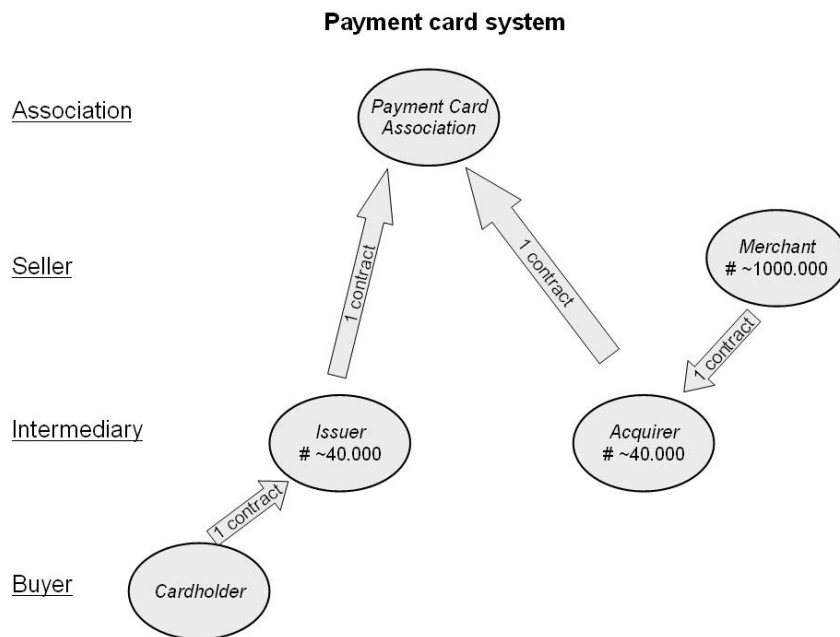 Payment card system
Association
Payment Card
Association
Seller
Merchant
# ~1000.000
1 contract
1 contract
1 contract
Intermediary
Issuer
# ~40.000
Acquirer
# ~40.000
1 contract
Buyer
Cardholder